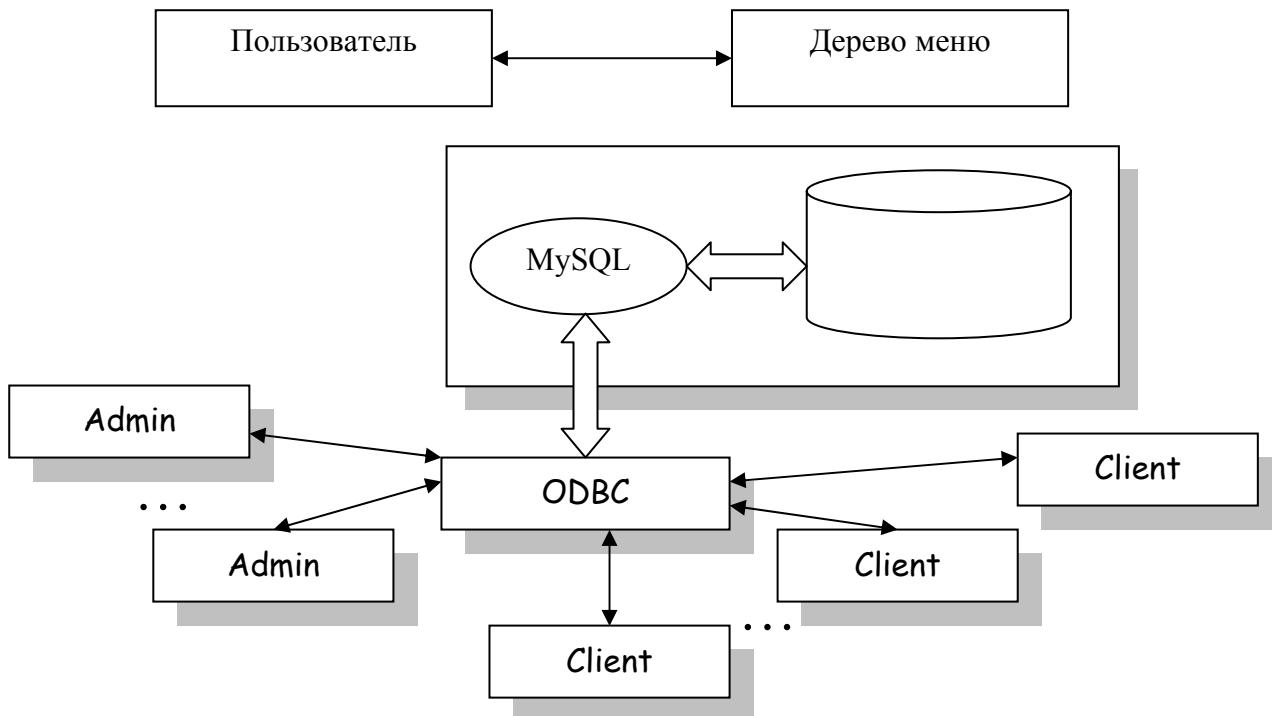 Пользователь
Дерево меню
MySQL
Admin
...
Admin
ODBC
Client
Client
...
Client